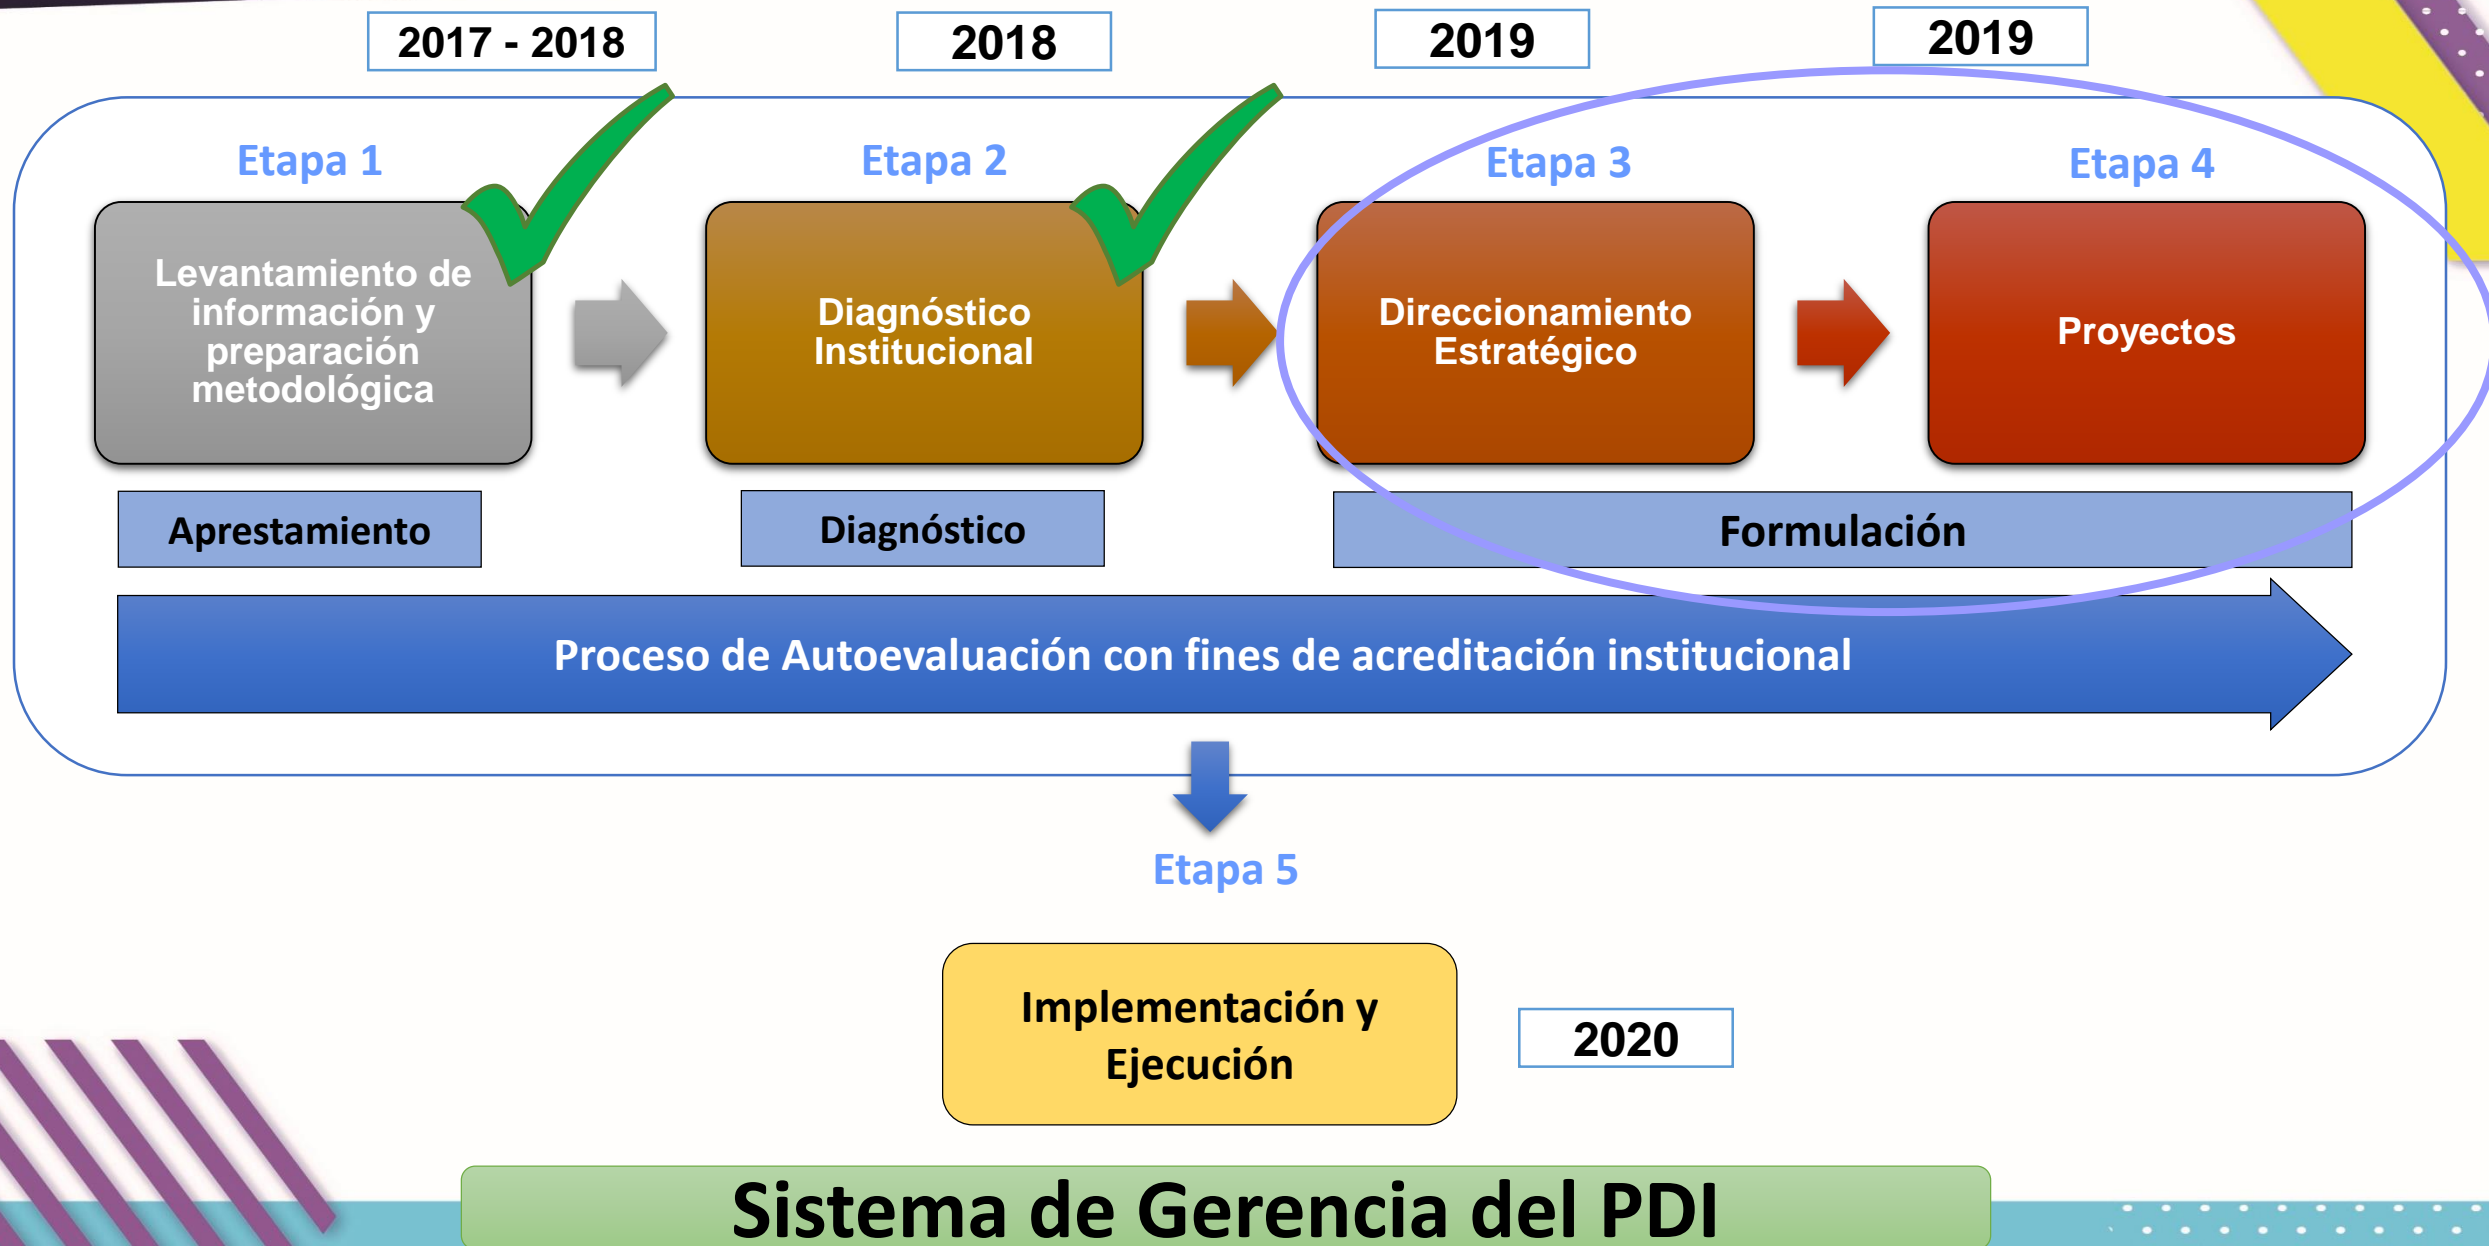 2017 - 2018
2018
2019
2019
Etapa 1
Etapa 2
Etapa 3
Etapa 4
Levantamiento de
información y
preparación
metodológica
Diagnóstico
Institucional
Direccionamiento
Estratégico
Proyectos
Aprestamiento
Diagnóstico
Formulación
Proceso de Autoevaluación con fines de acreditación institucional
Etapa 5
Implementación y
Ejecución
2020
Sistema de Gerencia del PDI